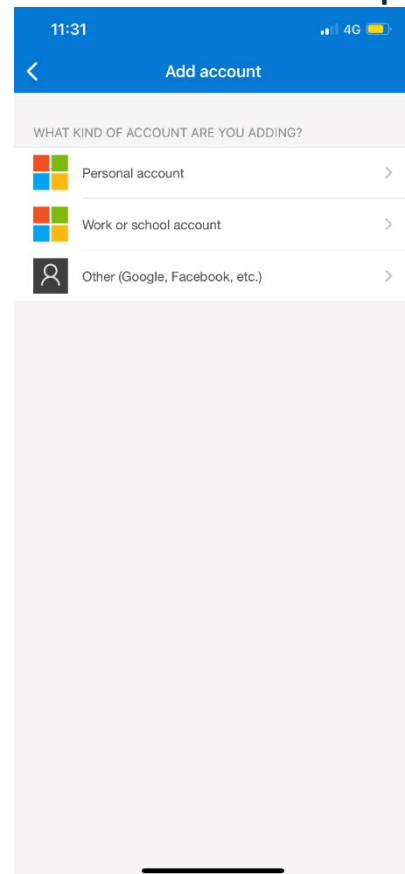 11:31 4G
Add account
WHAT KIND OF ACCOUNT ARE YOU ADDING?
Personal account
Work or school account
Other (Google, Facebook, etc.)